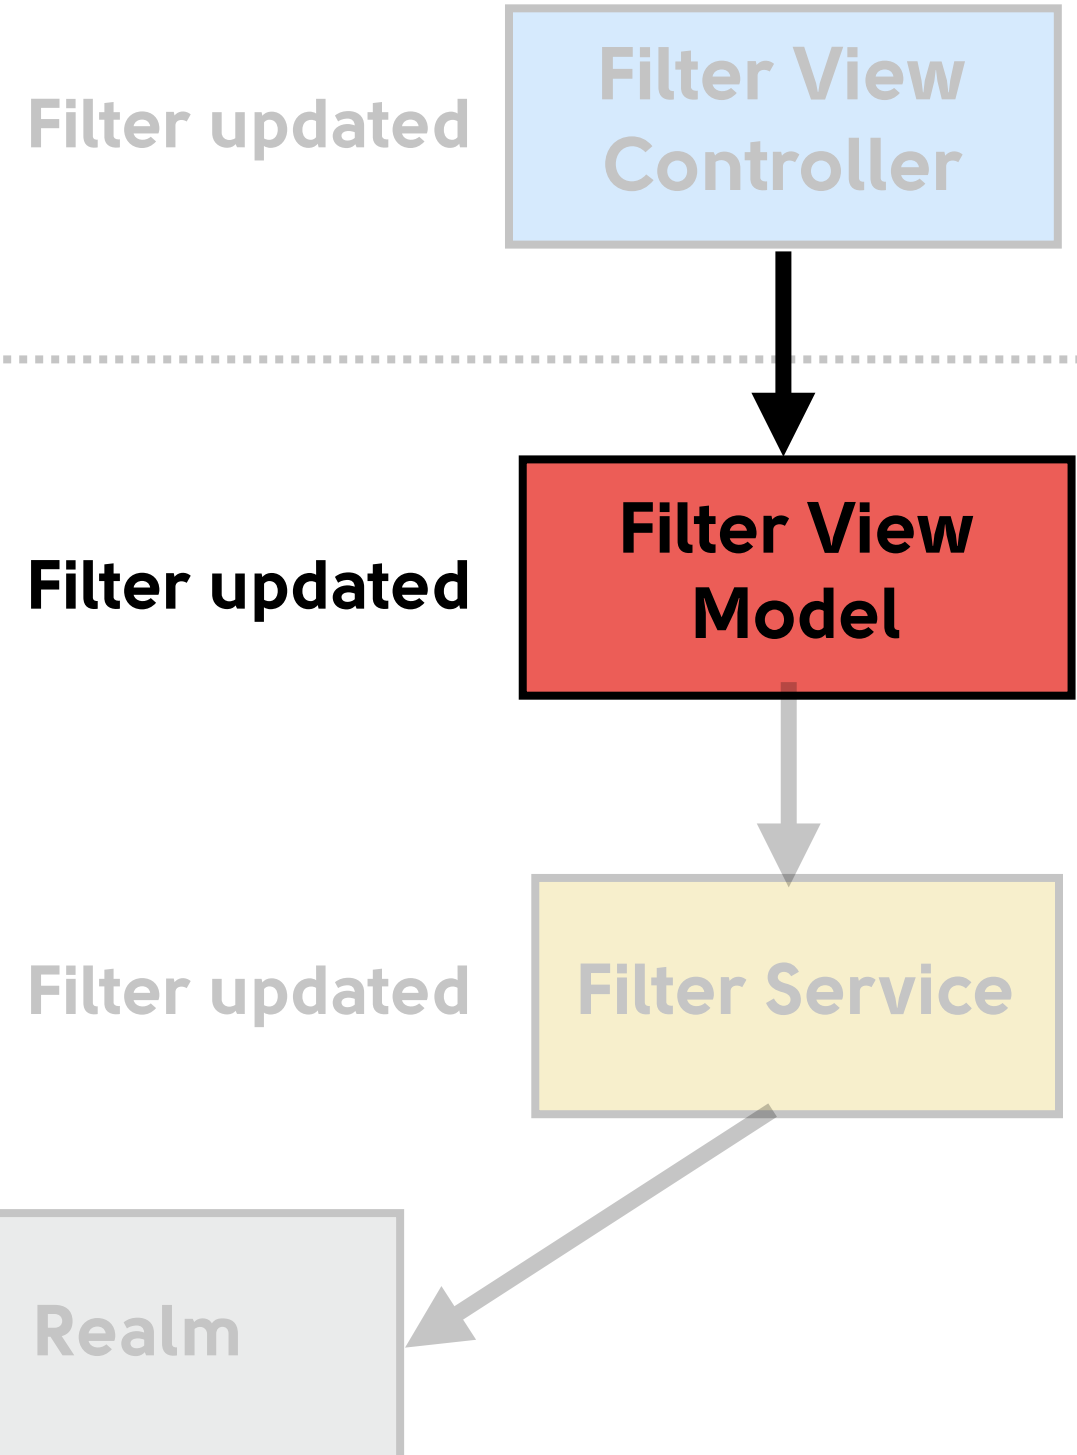 Filter updated
Filter View
Controller
Filter updated
Filter View
Model
Filter updated
Filter Service
Realm